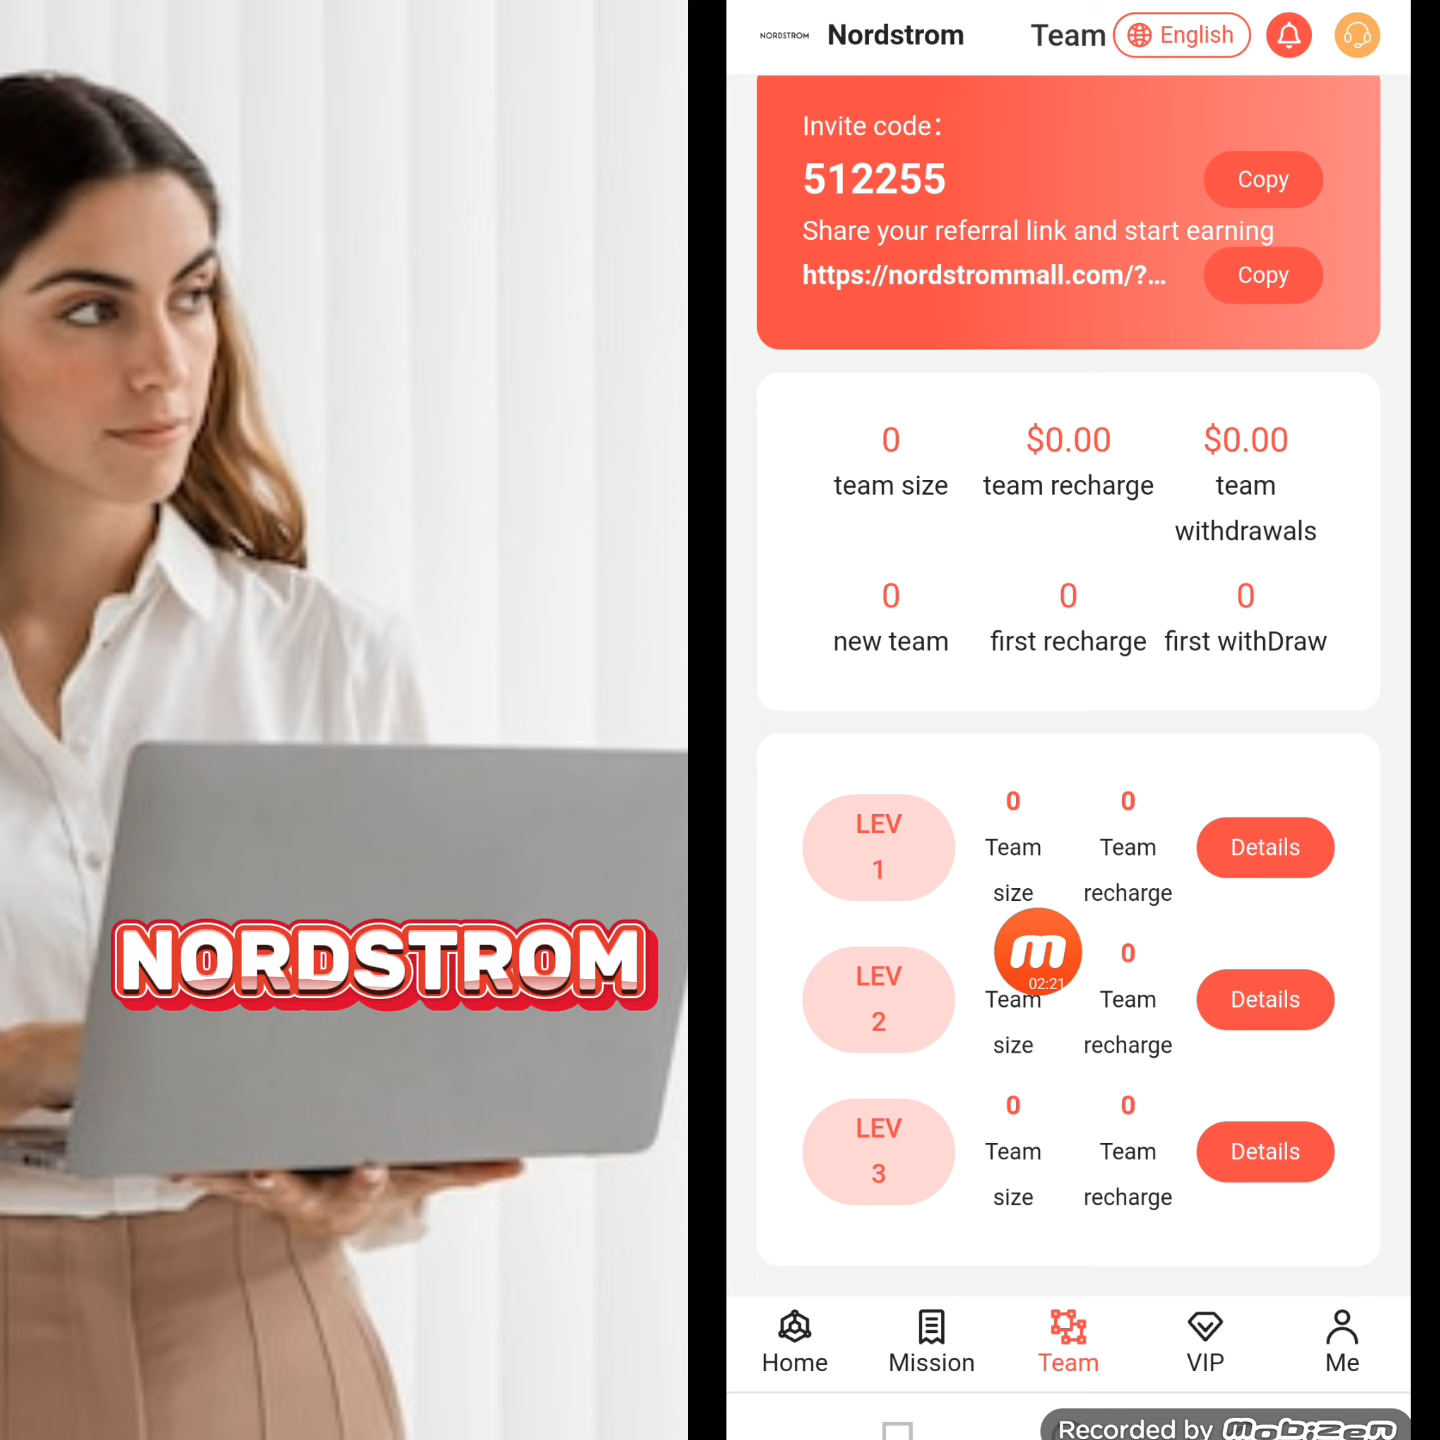 NORDSTROM
NORDSTROM Nordstrom Team English
Invite code:
512255 Copy
Share your referral link and start earning
https://nordstrommall.com/?... Copy
0 $0.00 $0.00
team size team recharge team
withdrawals
0 0 0
new team first recharge first withDraw
LEV 1 0 Team size 0 Team recharge Details
LEV 2 Team size 0 Team recharge Details
m 02:21
LEV 3 0 Team size 0 Team recharge Details
Home Mission Team VIP Me
Recorded by mobizen